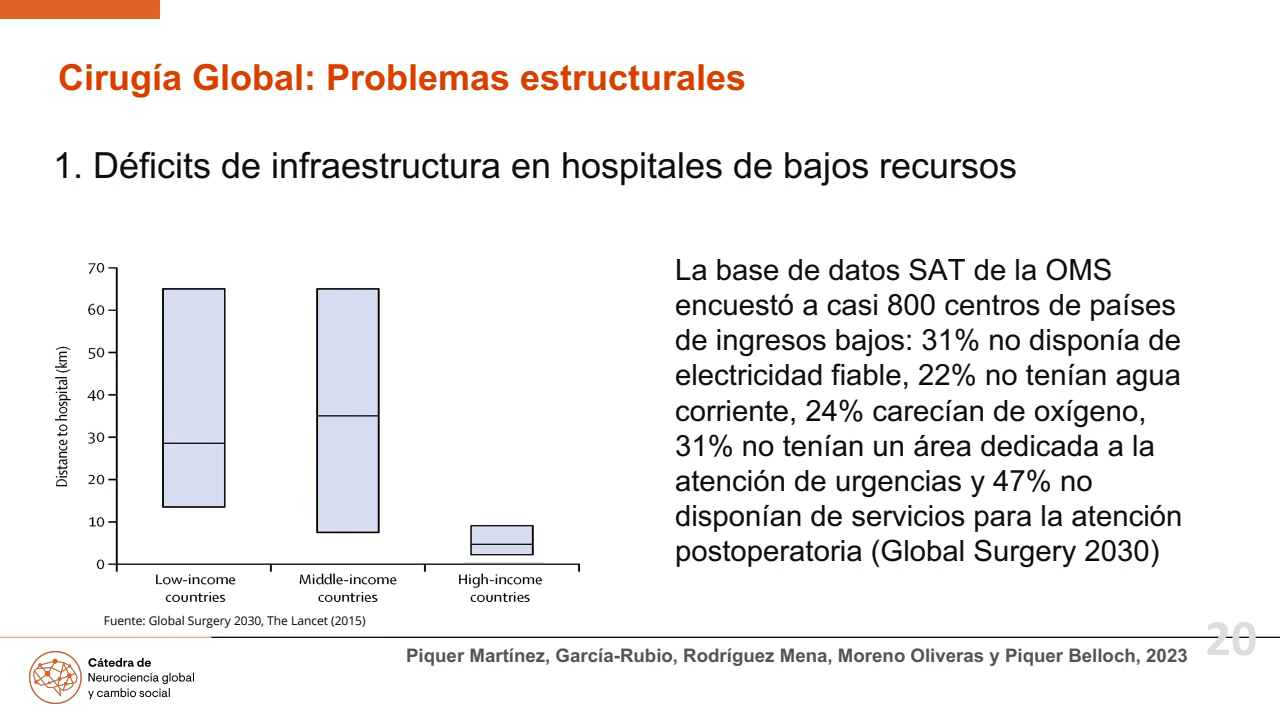 Cirugía Global: Problemas estructurales
1. Déficits de infraestructura en hospitales de bajos recursos
70
60
50
40
30
20
10
0
Distance to hospital (km)
Low-income
countries
Middle-income
countries
High-income
countries
Fuente: Global Surgery 2030, The Lancet (2015)
La base de datos SAT de la OMS
encuestó a casi 800 centros de países
de ingresos bajos: 31% no disponía de
electricidad fiable, 22% no tenían agua
corriente, 24% carecían de oxígeno,
31% no tenían un área dedicada a la
atención de urgencias y 47% no
disponían de servicios para la atención
postoperatoria (Global Surgery 2030)
20
Piquer Martínez, García-Rubio, Rodríguez Mena, Moreno Oliveras y Piquer Belloch, 2023
Cátedra de
Neurociencia global
y cambio social